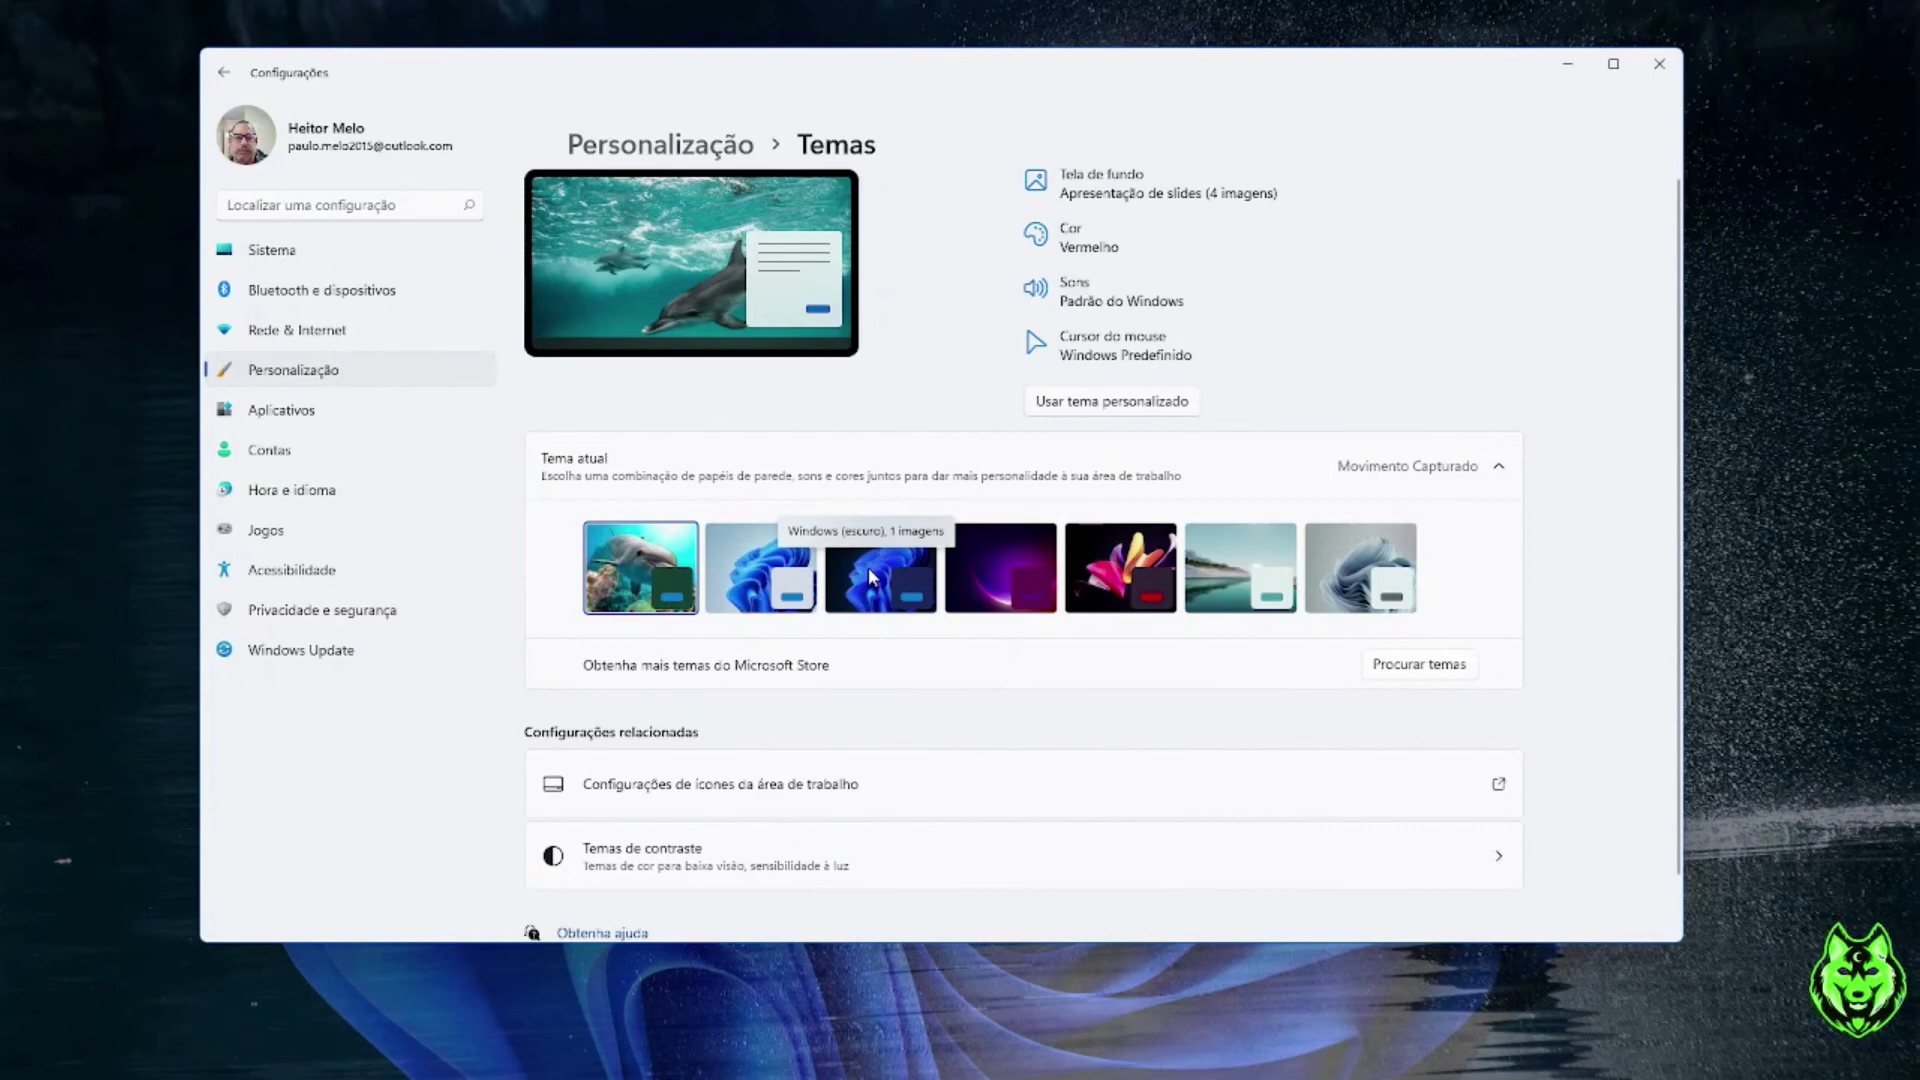 Configurações
Heitor Melo
paulo.melo2015@outlook.com
Localizar uma configuração
Sistema
Bluetooth e dispositivos
Rede & Internet
Personalização
Aplicativos
Contas
Hora e idioma
Jogos
Acessibilidade
Privacidade e segurança
Windows Update
Personalização > Temas
Tela de fundo
Apresentação de slides (4 imagens)
Cor
Vermelho
Sons
Padrão do Windows
Cursor do mouse
Windows Predefinido
Usar tema personalizado
Tema atual
Escolha uma combinação de papéis de parede, sons e cores juntos para dar mais personalidade à sua área de trabalho
Movimento Capturado
Windows (escuro), 1 imagens
Obtenha mais temas do Microsoft Store
Procurar temas
Configurações relacionadas
Configurações de ícones da área de trabalho
Temas de contraste
Temas de cor para baixa visão, sensibilidade à luz
Obtenha ajuda